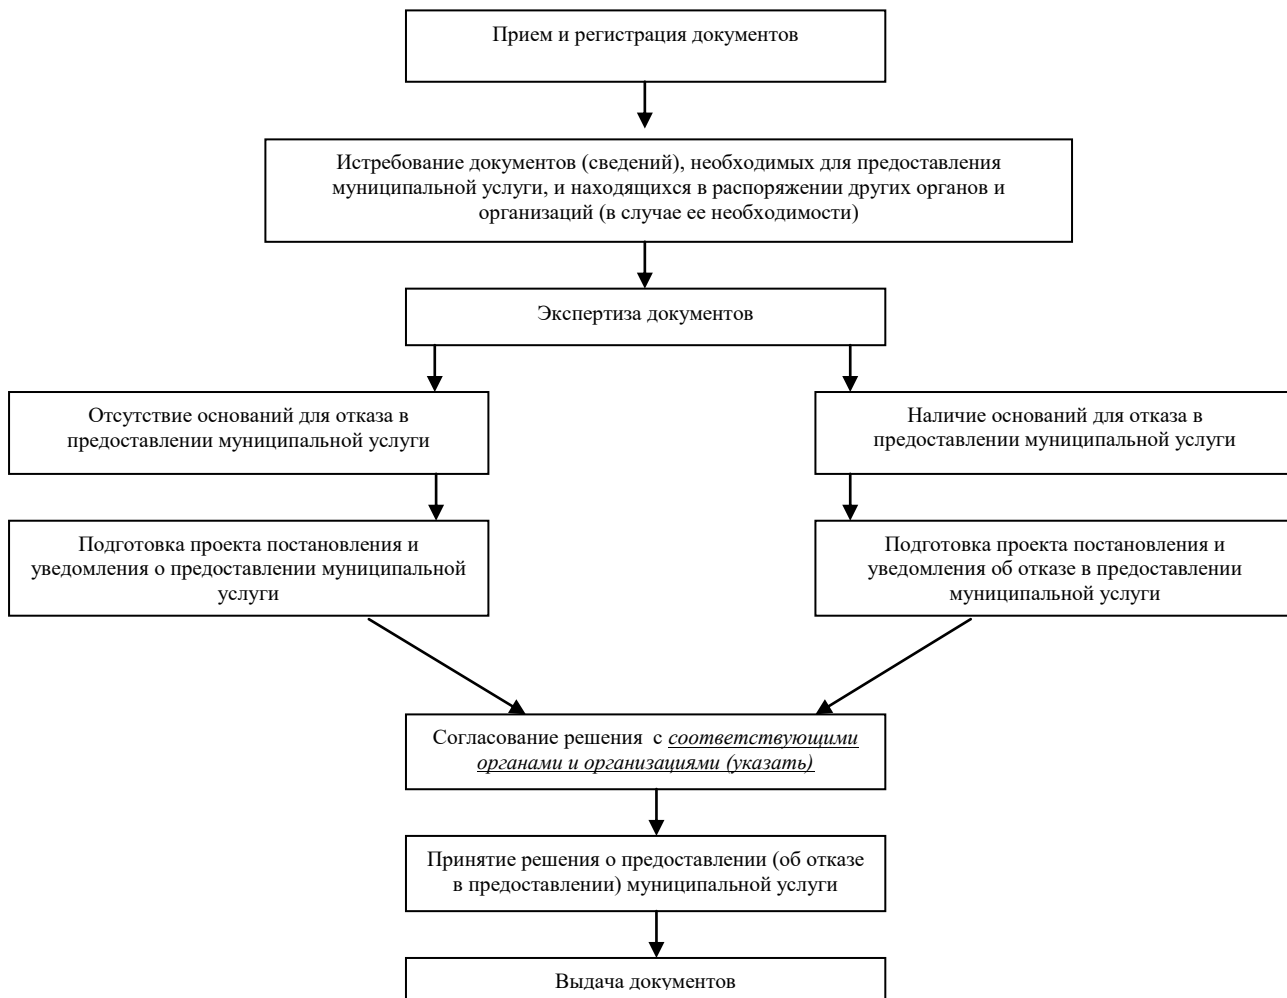 Прием и регистрация документов
Истребование документов (сведений), необходимых для предоставления
муниципальной услуги, и находящихся в распоряжении других органов и
организаций (в случае ее необходимости)
Экспертиза документов
Отсутствие оснований для отказа в
предоставлении муниципальной услуги
Наличие оснований для отказа в
предоставлении муниципальной услуги
Подготовка проекта постановления и
уведомления о предоставлении муниципальной
услуги
Подготовка проекта постановления и
уведомления об отказе в предоставлении
муниципальной услуги
Согласование решения с соответствующими
органами и организациями (указать)
Принятие решения о предоставлении (об отказе
в предоставлении) муниципальной услуги
Выдача документов